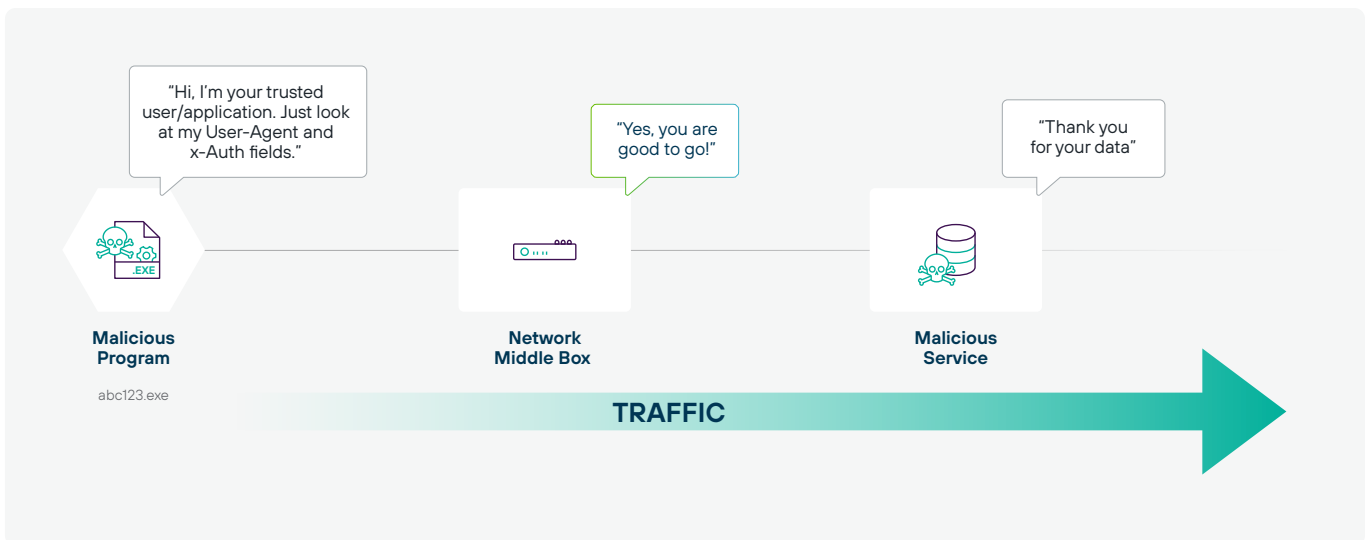 “Hi, I’m your trusted
user/application. Just look
at my User-Agent and
x-Auth fields.”
“Yes, you are
good to go!”
“Thank you
for your data”
.EXE
Malicious
Program
Network
Middle Box
Malicious
Service
abc123.exe
TRAFFIC